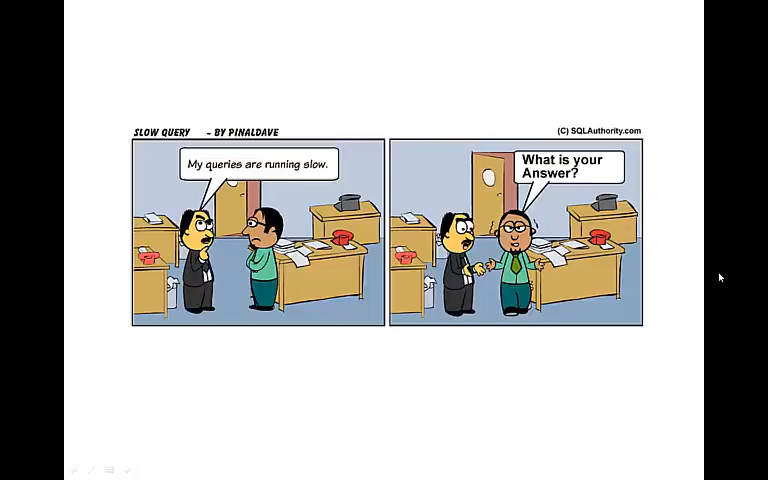 SLOW QUERY - BY PINALDAVE
(C) SQLAuthority.com
My queries are running slow.
What is your
Answer?